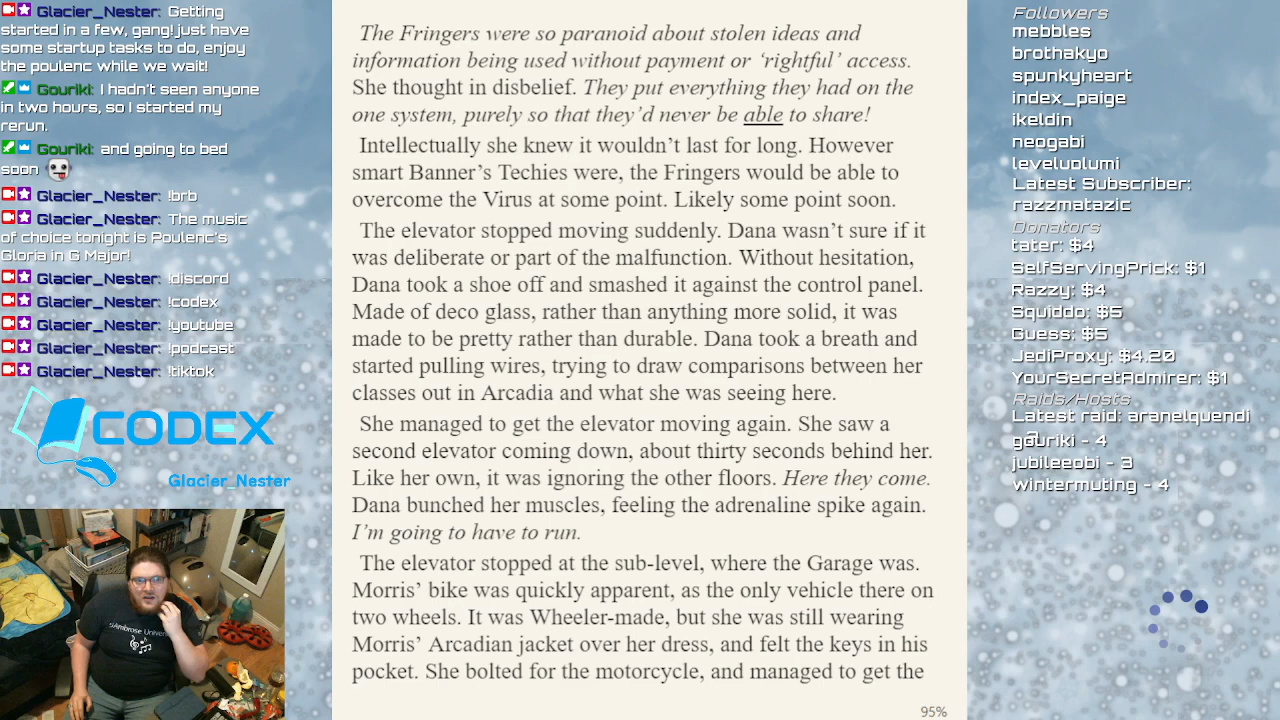 Glacier_Nester: Getting
started in a few, gang! just have
some startup tasks to do, enjoy
the poulenc while we wait!
Gouriki: I hadn't seen anyone
in two hours, so I started my
rerun.
Gouriki: and going to bed
soon
Glacier_Nester: !brb
Glacier_Nester: The music
of choice tonight is Poulenc's
Gloria in G Major!
Glacier_Nester: !discord
Glacier_Nester: !codex
Glacier_Nester: !youtube
Glacier_Nester: !podcast
Glacier_Nester: !tiktok
CODEX
Glacier_Nester
The Fringers were so paranoid about stolen ideas and
information being used without payment or ‘rightful’ access.
She thought in disbelief. They put everything they had on the
one system, purely so that they’d never be able to share!
Intellectually she knew it wouldn’t last for long. However
smart Banner’s Techies were, the Fringers would be able to
overcome the Virus at some point. Likely some point soon.
The elevator stopped moving suddenly. Dana wasn’t sure if it
was deliberate or part of the malfunction. Without hesitation,
Dana took a shoe off and smashed it against the control panel.
Made of deco glass, rather than anything more solid, it was
made to be pretty rather than durable. Dana took a breath and
started pulling wires, trying to draw comparisons between her
classes out in Arcadia and what she was seeing here.
She managed to get the elevator moving again. She saw a
second elevator coming down, about thirty seconds behind her.
Like her own, it was ignoring the other floors. Here they come.
Dana bunched her muscles, feeling the adrenaline spike again.
I’m going to have to run.
The elevator stopped at the sub-level, where the Garage was.
Morris’ bike was quickly apparent, as the only vehicle there on
two wheels. It was Wheeler-made, but she was still wearing
Morris’ Arcadian jacket over her dress, and felt the keys in his
pocket. She bolted for the motorcycle, and managed to get the
95%
Followers
mebbles
brothakyo
spunkyheart
index_paige
ikeldin
neogabi
leveluolumi
Latest Subscriber:
razzmatazic
Donators
tater: $4
SelfServingPrick: $1
Razzy: $4
Squiddo: $5
Guess: $5
JediProxy: $4.20
YourSecretAdmirer: $1
Raids/Hosts
Latest raid: aranelquendi
gouriki - 4
jubileeobi - 3
wintermuting - 4